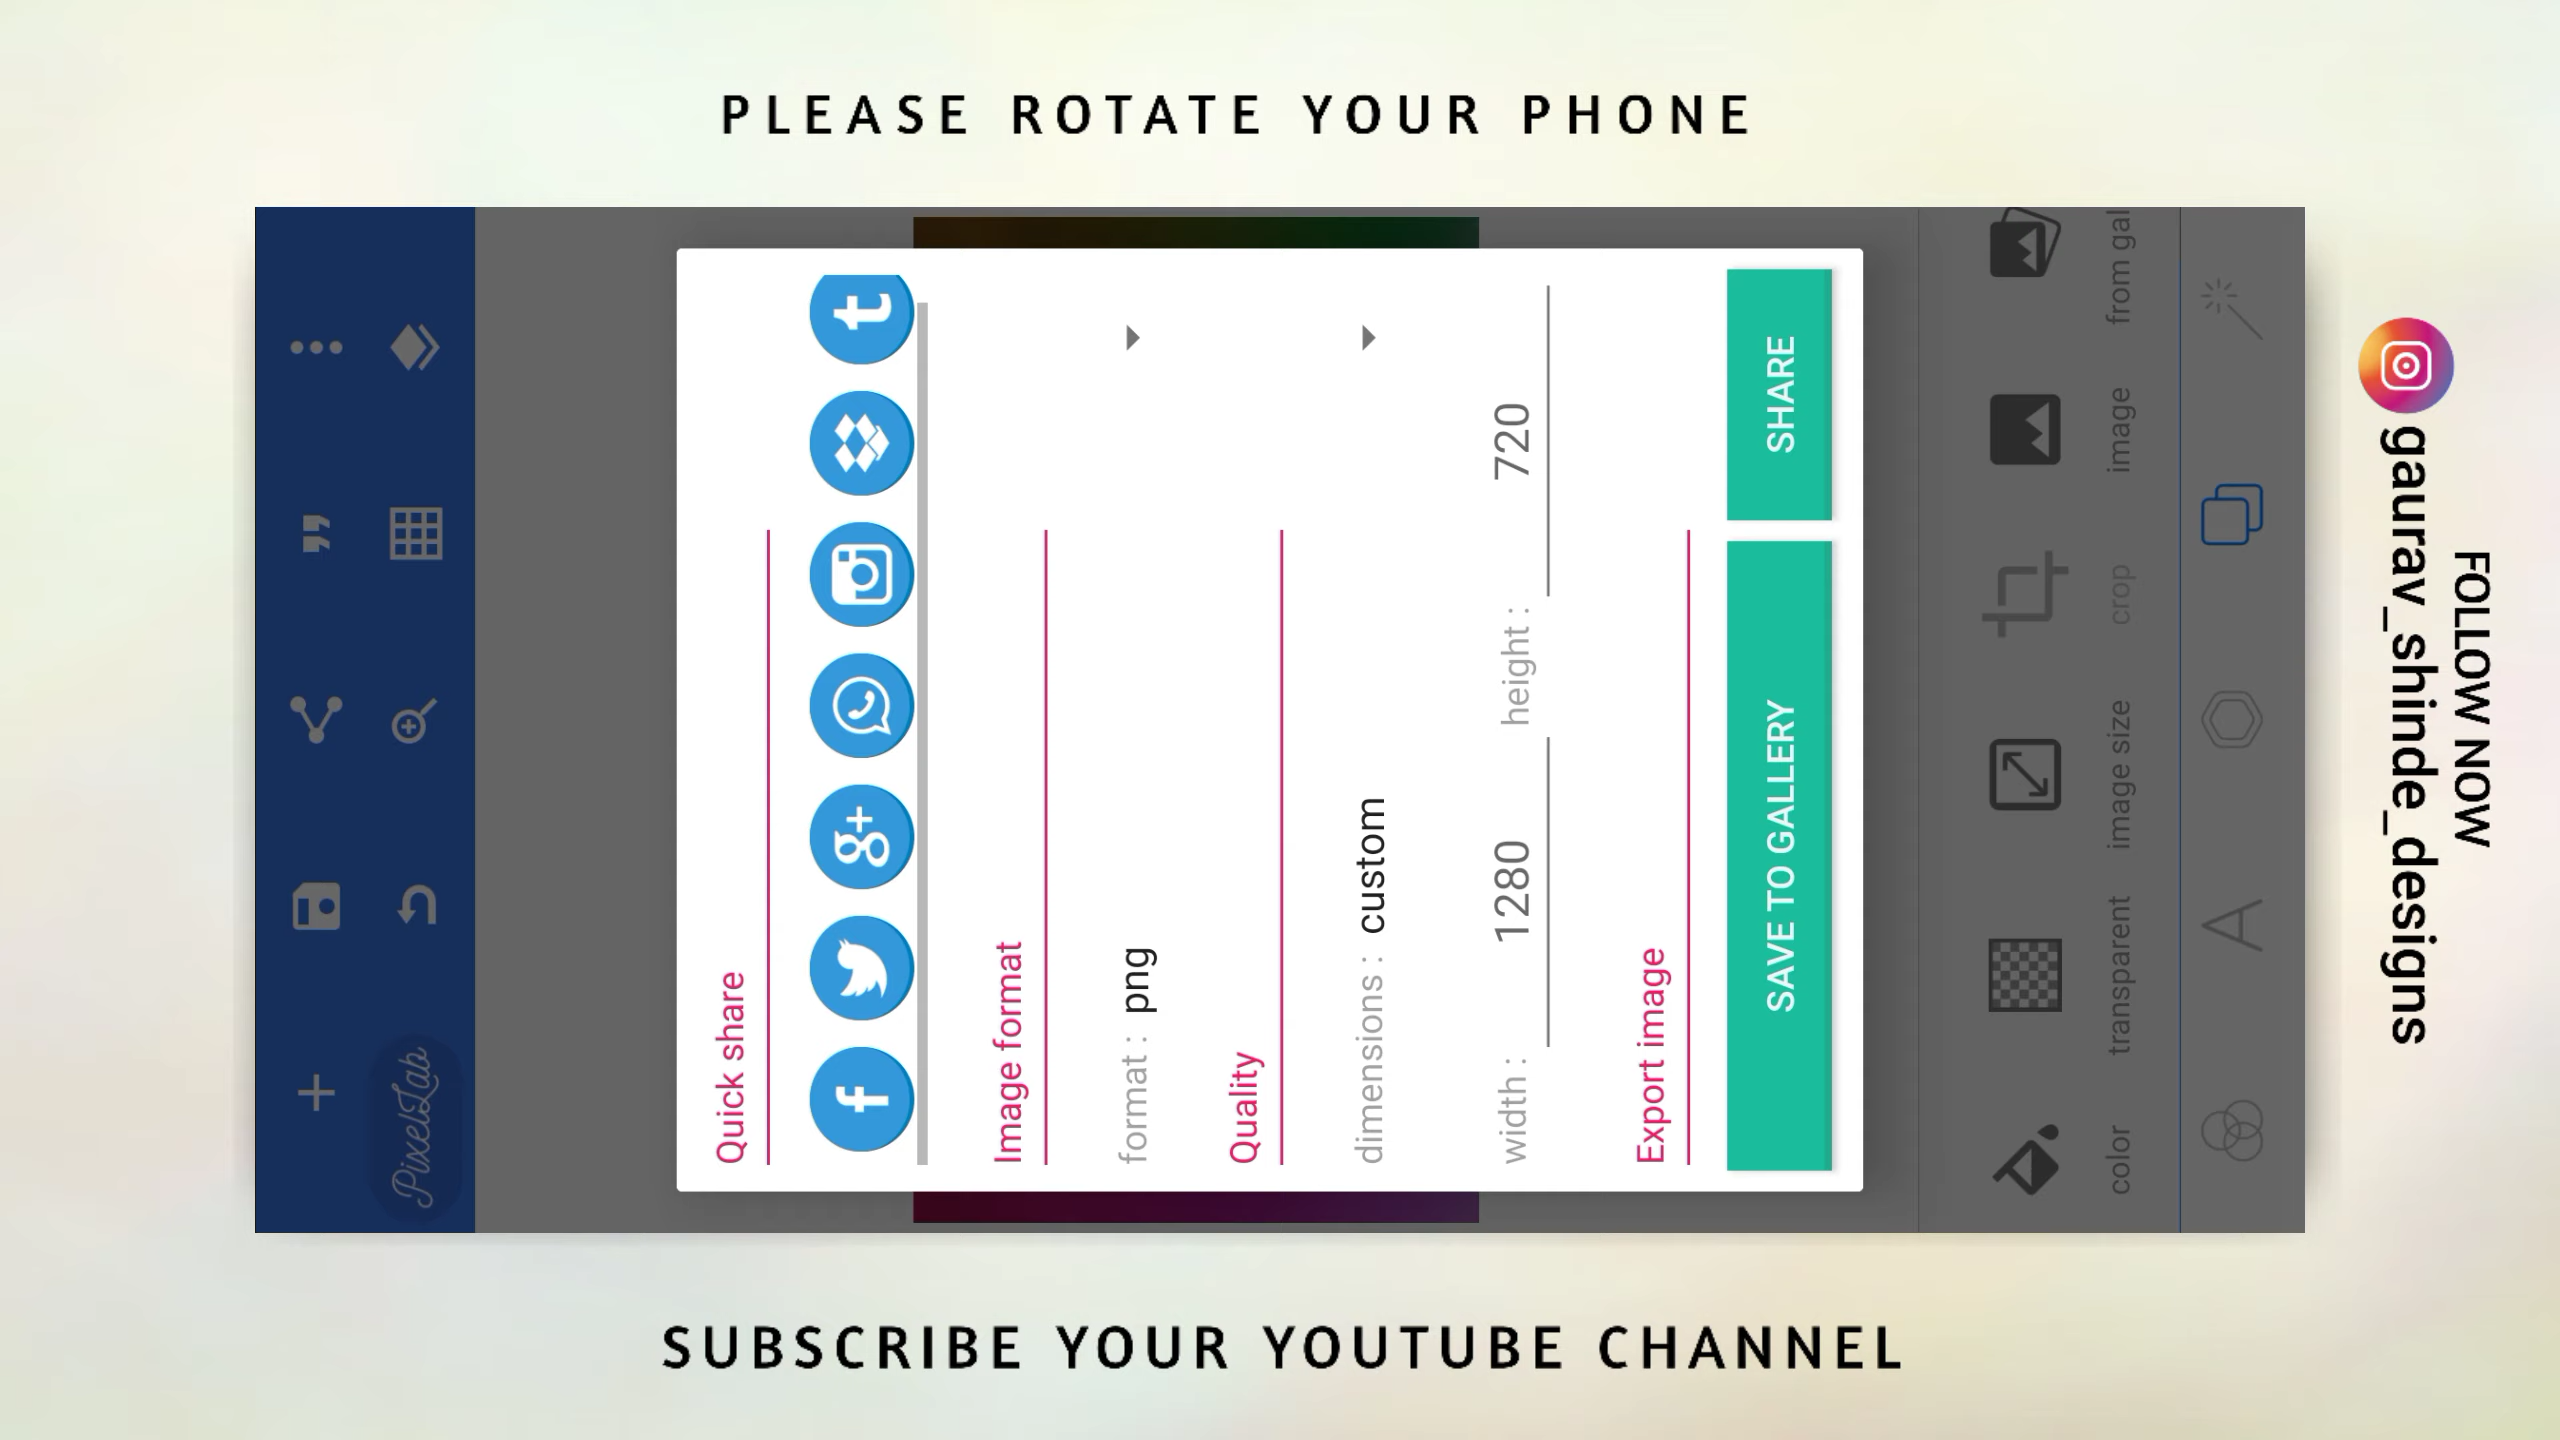 PLEASE ROTATE YOUR PHONE
PixelLab
Quick share
Image format
format : png
Quality
dimensions : custom
width : 1280 height : 720
Export image
SAVE TO GALLERY SHARE
color transparent image size crop image from gal
FOLLOW NOW
gaurav_shinde_designs
SUBSCRIBE YOUR YOUTUBE CHANNEL